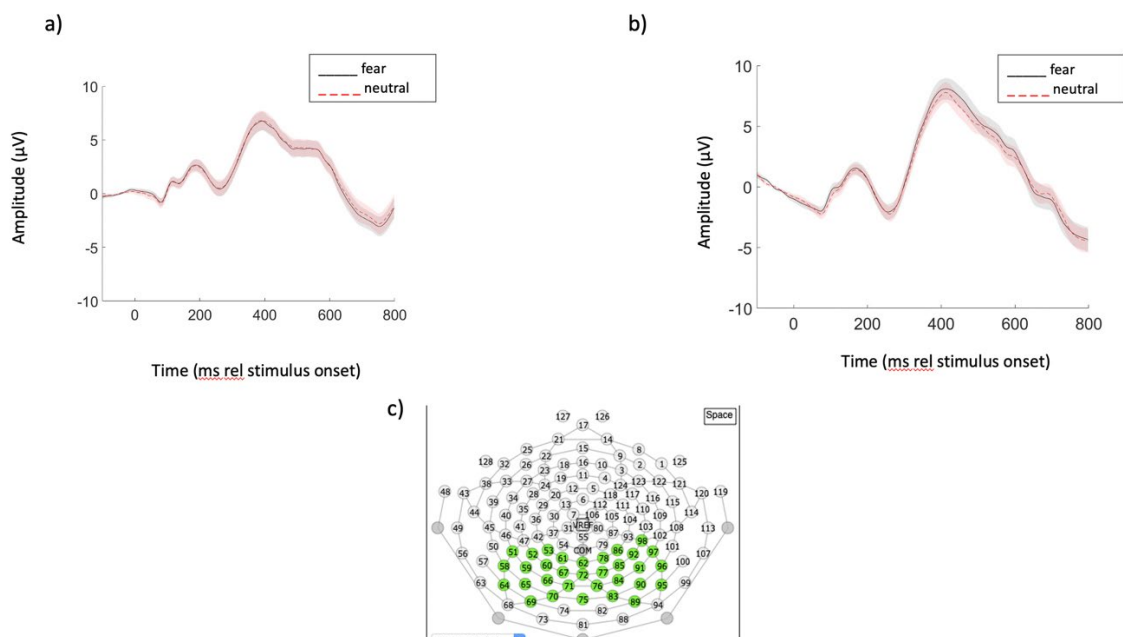 a)
fear
neutral
10
5
0
-5
-10
0
200
400
600
800
Amplitude (µV)
Time (ms rel stimulus onset)
b)
fear
neutral
10
5
0
-5
-10
0
200
400
600
800
Amplitude (µV)
Time (ms rel stimulus onset)
c)
Space
127 126
17
21 14
25 15 8
22 9
128 32 26 18 16 10 2 1 125
23 3
38 33 27 19 11 4 124 123 122 121
48 43 24 12 5 120 119
34 28 20 118 117 116 114
39 13 6 112 111 115
44 40 35 29 7 106 110
49 45 41 36 30 31 VREF 80 105 104 109 108 113
46 42 37 55 87 103
50 47 54 79 93 98 102 101
56 51 52 53 COM 86 92 97 107
57 61 62 78 100
58 59 60 67 72 77 85 91 96
63 64 65 66 71 76 84 90 95 99
68 69 70 75 83 89 94
73 74 82 88
81